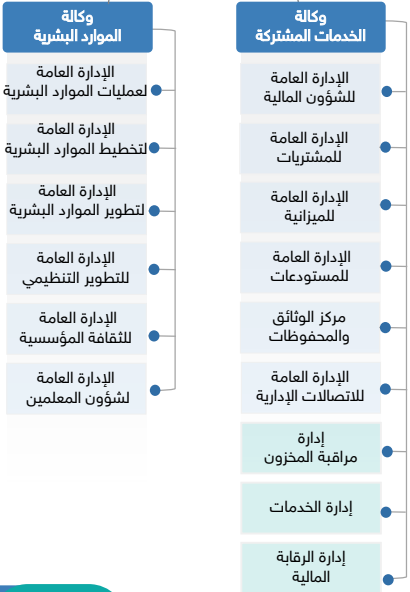 وكالة
الخدمات المشتركة
الإدارة العامة
للشؤون المالية
الإدارة العامة
للمشتريات
الإدارة العامة
للميزانية
الإدارة العامة
للمستودعات
مركز الوثائق
والمحفوظات
الإدارة العامة
للاتصالات الإدارية
إدارة
مراقبة المخزون
إدارة الخدمات
إدارة الرقابة
المالية
وكالة
الموارد البشرية
الإدارة العامة
لعمليات الموارد البشرية
الإدارة العامة
لتخطيط الموارد البشرية
الإدارة العامة
لتطوير الموارد البشرية
الإدارة العامة
للتطوير التنظيمي
الإدارة العامة
للثقافة المؤسسية
الإدارة العامة
لشؤون المعلمين